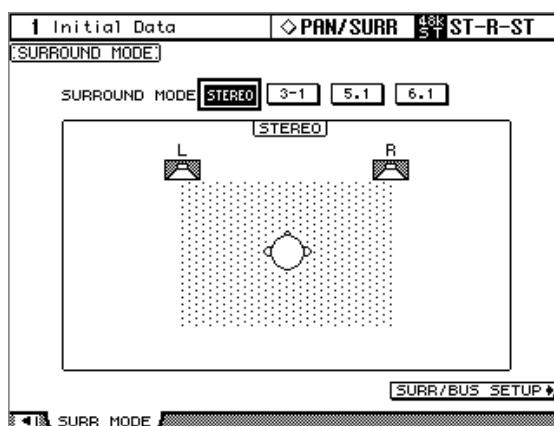 1 Initial Data ◇PAN/SURR 48K ST ST-R-ST
SURROUND MODE
SURROUND MODE STEREO 3-1 5.1 6.1
STEREO
L R
SURR/BUS SETUP
SURR MODE